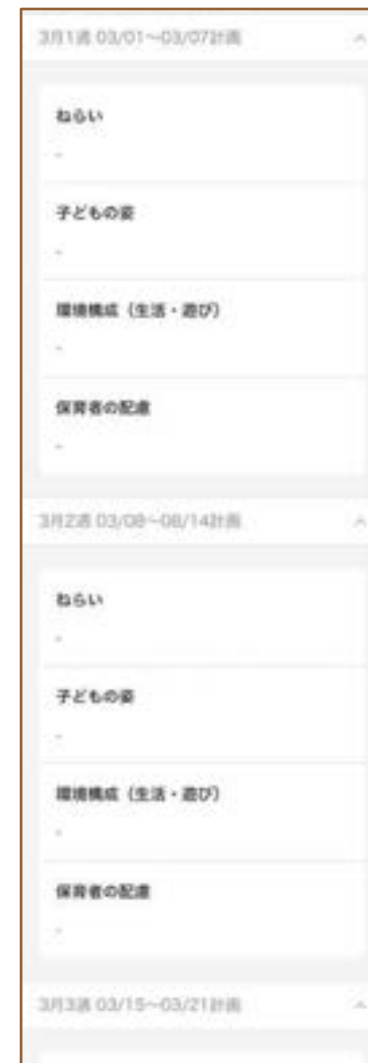 3月1週 03/01～03/07計画
ねらい
-
子どもの姿
-
環境構成（生活・遊び）
-
保育者の配慮
-
3月2週 03/08～08/14計画
ねらい
-
子どもの姿
-
環境構成（生活・遊び）
-
保育者の配慮
-
3月3週 03/15～03/21計画